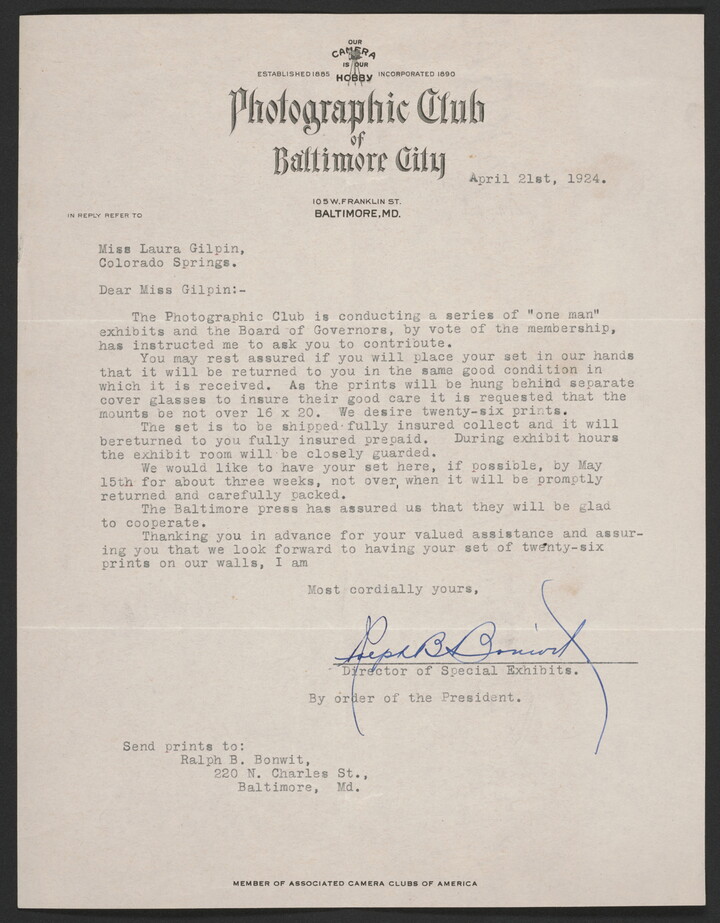 OUR
CAMERA
IS OUR
HOBBY
ESTABLISHED 1885 INCORPORATED 1890
Photographic Club
of
Baltimore City
April 21st, 1924.
105 W. FRANKLIN ST.
BALTIMORE, MD.
IN REPLY REFER TO
Miss Laura Gilpin,
Colorado Springs.
Dear Miss Gilpin:-
The Photographic Club is conducting a series of "one man"
exhibits and the Board of Governors, by vote of the membership,
has instructed me to ask you to contribute.
You may rest assured if you will place your set in our hands
that it will be returned to you in the same good condition in
which it is received. As the prints will be hung behind separate
cover glasses to insure their good care it is requested that the
mounts be not over 16 x 20. We desire twenty-six prints.
The set is to be shipped fully insured collect and it will
bereturned to you fully insured prepaid. During exhibit hours
the exhibit room will be closely guarded.
We would like to have your set here, if possible, by May
15th for about three weeks, not over, when it will be promptly
returned and carefully packed.
The Baltimore press has assured us that they will be glad
to cooperate.
Thanking you in advance for your valued assistance and assur-
ing you that we look forward to having your set of twenty-six
prints on our walls, I am
Most cordially yours,
Ralph B. Bonwit
Director of Special Exhibits.
By order of the President.
Send prints to:
Ralph B. Bonwit,
220 N. Charles St.,
Baltimore, Md.
MEMBER OF ASSOCIATED CAMERA CLUBS OF AMERICA